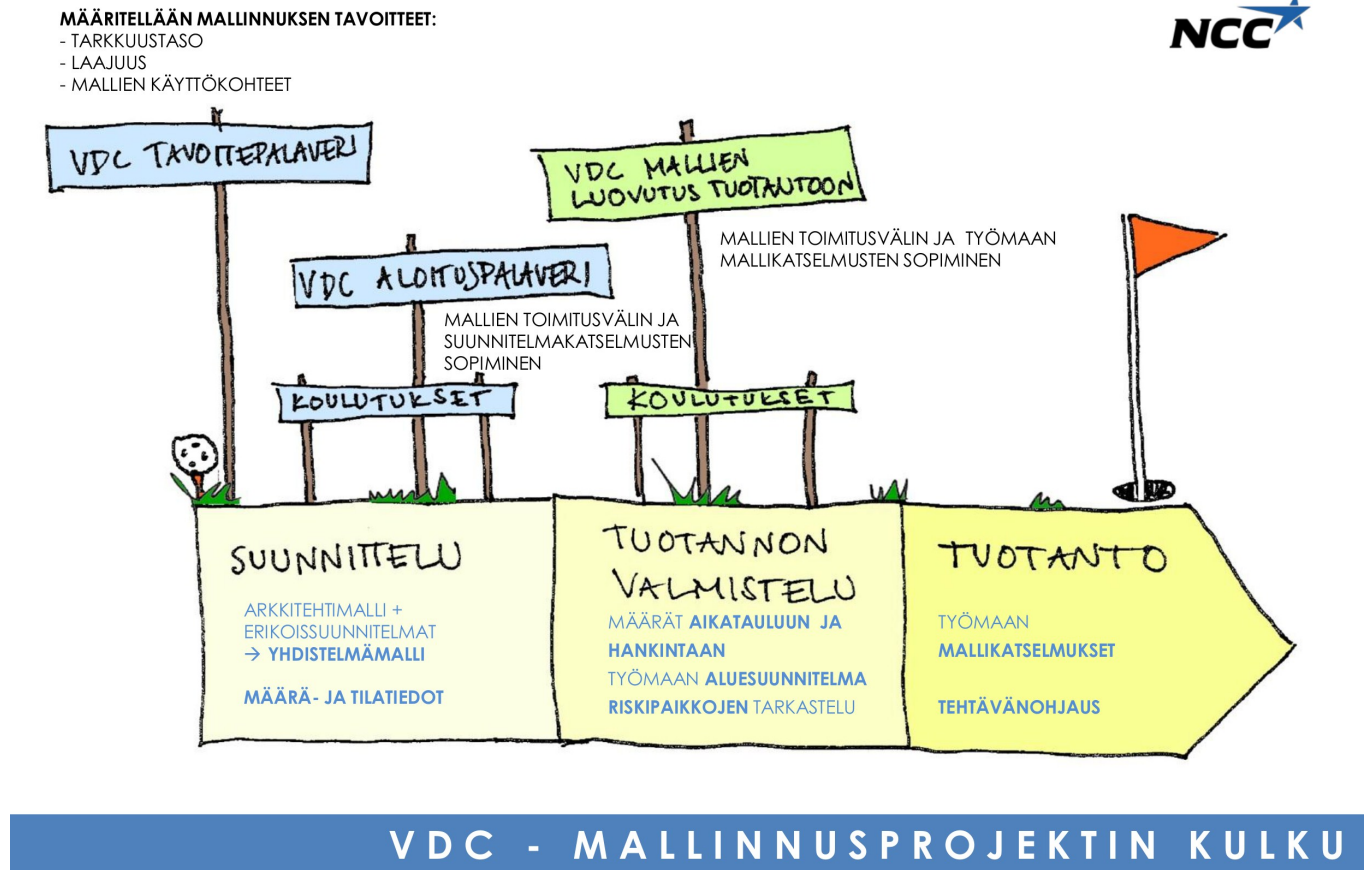 MÄÄRITELLÄÄN MALLINNUKSEN TAVOITTEET:
- TARKKUUSTASO
- LAAJUUS
- MALLIEN KÄYTTÖKOHTEET
NCC
VDC TAVOITEPALAVERI
VDC MALLIEN
LUOVUTUS TUOTANTOON
MALLIEN TOIMITUSVÄLIN JA TYÖMAAN
MALLIKATSELMUSTEN SOPIMINEN
VDC ALOITUSPALAVERI
MALLIEN TOIMITUSVÄLIN JA
SUUNNITELMAKATSELMUSTEN
SOPIMINEN
KOULUTUKSET
KOULUTUKSET
SUUNNITTELU
ARKKITEHTIMALLI +
ERIKOISSUUNNITELMAT
→ YHDISTELMÄMALLI
MÄÄRÄ- JA TILATIEDOT
TUOTANNON
VALMISTELU
MÄÄRÄT AIKATAULUUN JA
HANKINTAAN
TYÖMAAN ALUESUUNNITELMA
RISKIPAIKKOJEN TARKASTELU
TUOTANTO
TYÖMAAN
MALLIKATSELMUKSET
TEHTÄVÄNOHJAUS
VDC - MALLINNUSPROJEKTIN KULKU